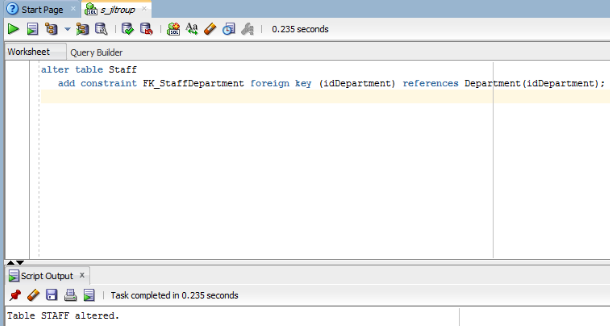 Start Page
s_jltroup
0.235 seconds
Worksheet Query Builder
alter table Staff
add constraint FK_StaffDepartment foreign key (idDepartment) references Department(idDepartment);
Script Output x
Task completed in 0.235 seconds
Table STAFF altered.